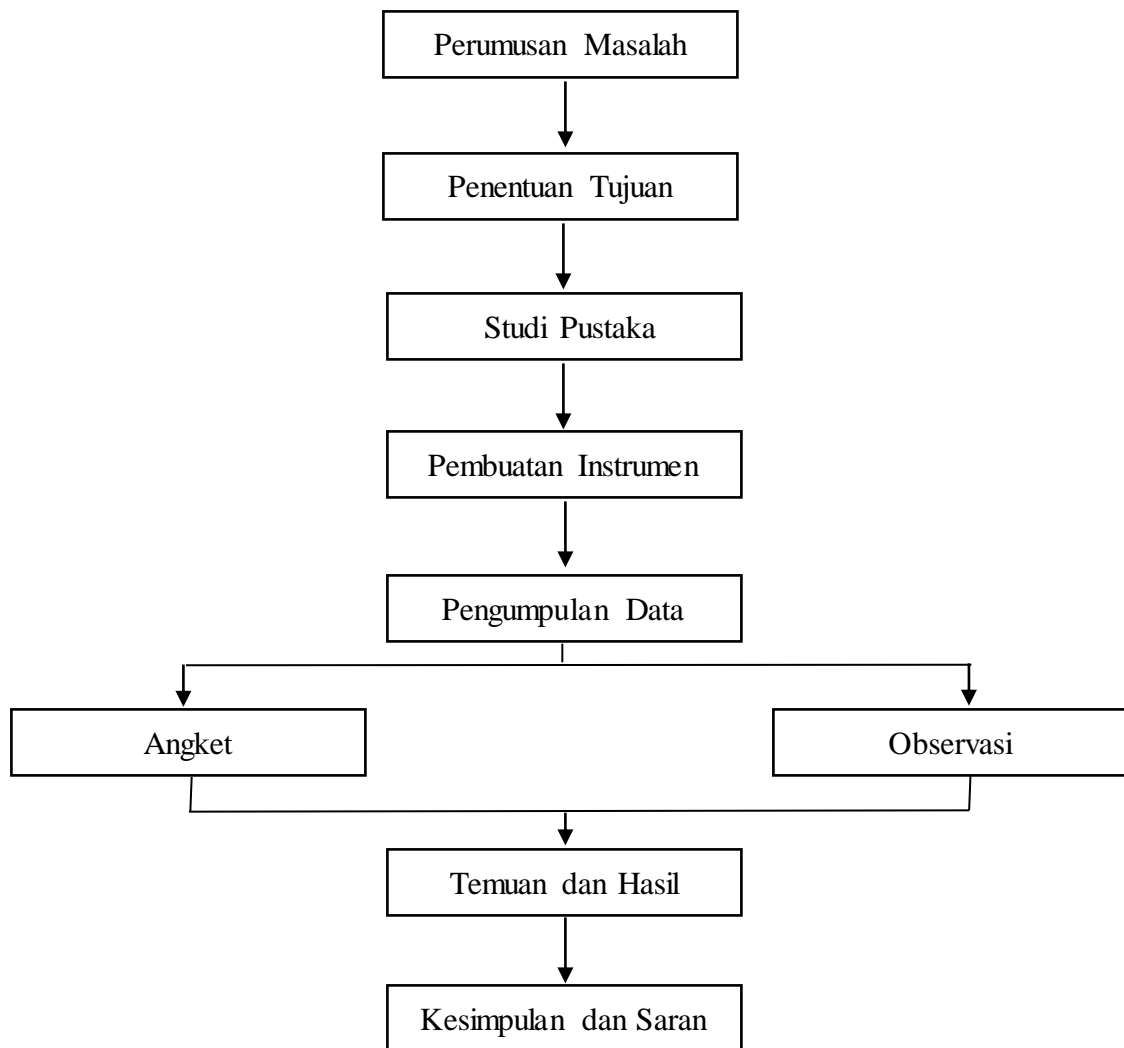 Perumusan Masalah
Penentuan Tujuan
Studi Pustaka
Pembuatan Instrumen
Pengumpulan Data
Angket
Observasi
Temuan dan Hasil
Kesimpulan dan Saran